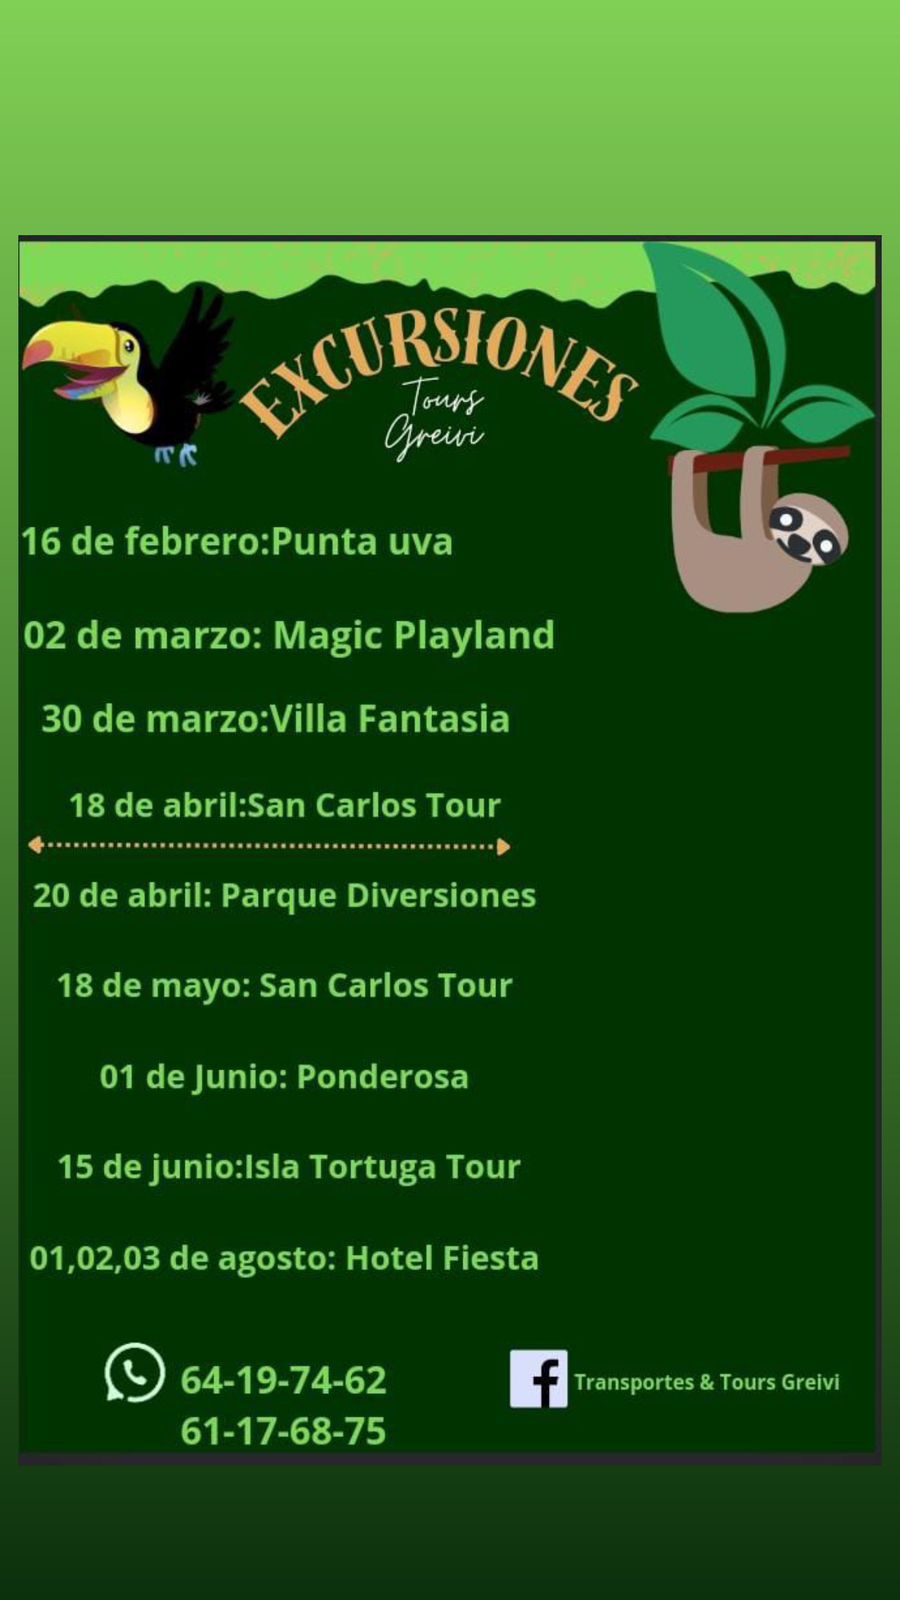 EXCURSIONES
Tours
Greivi
16 de febrero:Punta uva
02 de marzo: Magic Playland
30 de marzo:Villa Fantasia
18 de abril:San Carlos Tour
20 de abril: Parque Diversiones
18 de mayo: San Carlos Tour
01 de Junio: Ponderosa
15 de junio:Isla Tortuga Tour
01,02,03 de agosto: Hotel Fiesta
64-19-74-62
61-17-68-75
f Transportes & Tours Greivi